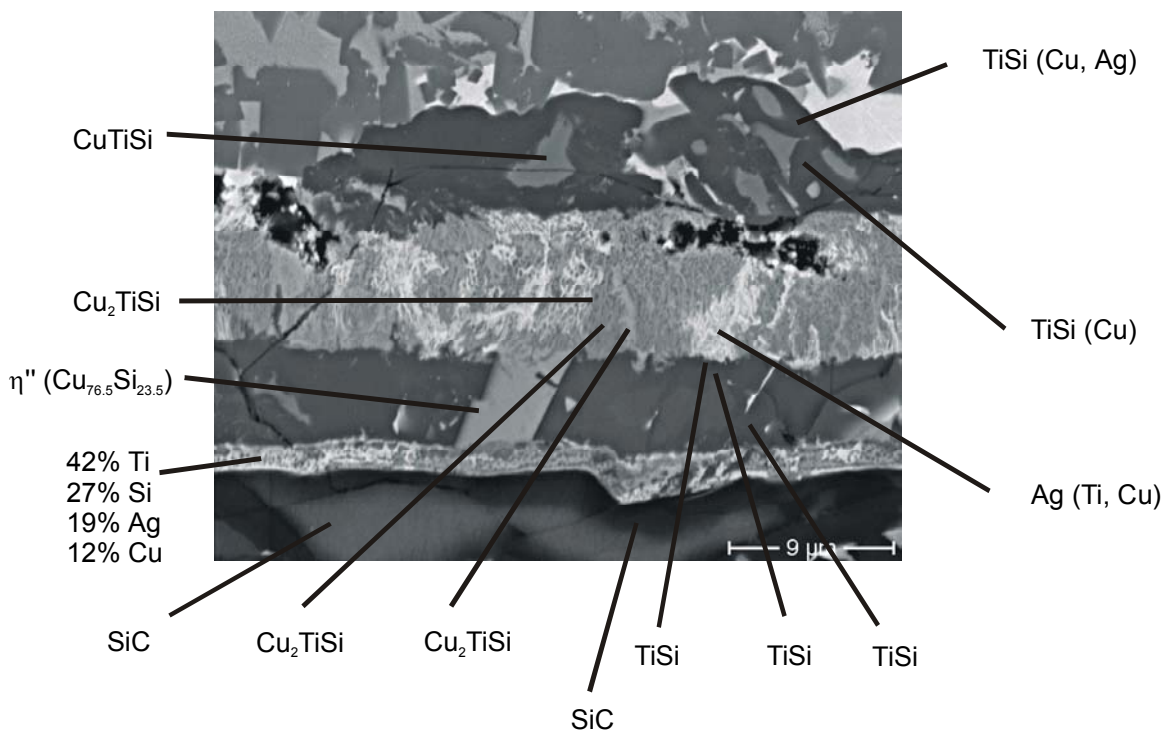 TiSi (Cu, Ag)
CuTiSi
Cu₂TiSi
TiSi (Cu)
η'' (Cu₇₆.₅Si₂₃.₅)
42% Ti
27% Si
19% Ag
12% Cu
Ag (Ti, Cu)
9 µm
SiC
Cu₂TiSi
Cu₂TiSi
TiSi
TiSi
TiSi
SiC